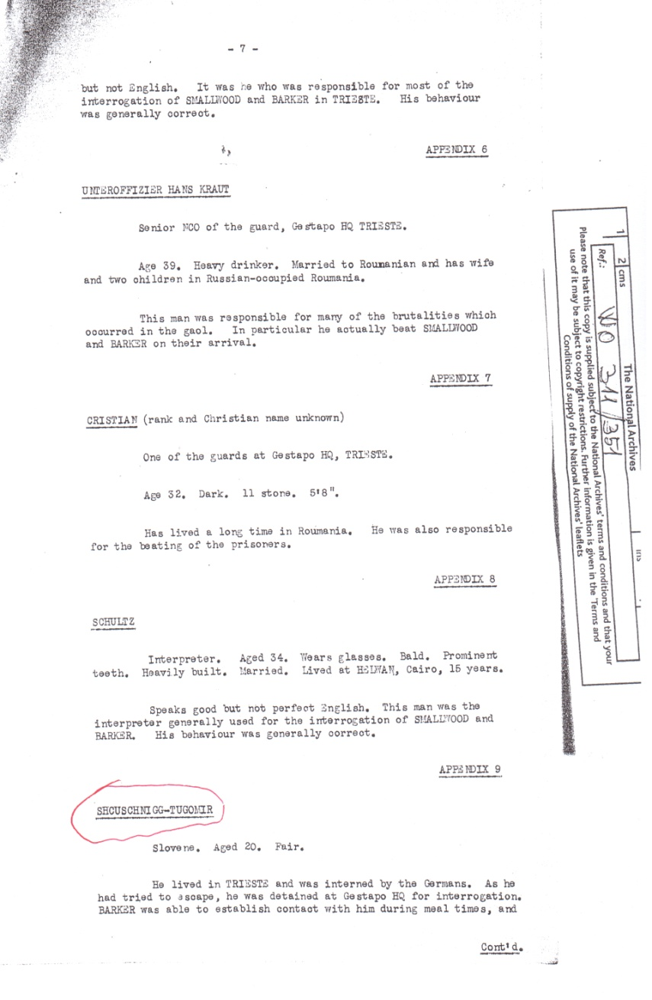 - 7 -
but not English. It was he who was responsible for most of the
interrogation of SMALLWOOD and BARKER in TRIESTE. His behaviour
was generally correct.
APPENDIX 6
UNTEROFFIZIER HANS KRAUT
Senior NCO of the guard, Gestapo HQ TRIESTE.
Age 39. Heavy drinker. Married to Roumanian and has wife
and two children in Russian-occupied Roumania.
This man was responsible for many of the brutalities which
occurred in the gaol. In particular he actually beat SMALLWOOD
and BARKER on their arrival.
APPENDIX 7
CRISTIAN (rank and Christian name unknown)
One of the guards at Gestapo HQ, TRIESTE.
Age 32. Dark. 11 stone. 5'8".
Has lived a long time in Roumania. He was also responsible
for the beating of the prisoners.
APPENDIX 8
SCHULTZ
Interpreter. Aged 34. Wears glasses. Bald. Prominent
teeth. Heavily built. Married. Lived at HELWAN, Cairo, 15 years.
Speaks good but not perfect English. This man was the
interpreter generally used for the interrogation of SMALLWOOD and
BARKER. His behaviour was generally correct.
APPENDIX 9
SHCUSCHNIGG-TUGOMIR
Slovene. Aged 20. Fair.
He lived in TRIESTE and was interned by the Germans. As he
had tried to escape, he was detained at Gestapo HQ for interrogation.
BARKER was able to establish contact with him during meal times, and
Cont'd.
1 2 cms The National Archives ins
Ref.: WO 311/351
Please note that this copy is supplied subject to the National Archives' terms and conditions and that your
use of it may be subject to copyright restrictions. Further information is given in the 'Terms and
Conditions of supply of the National Archives' leaflets